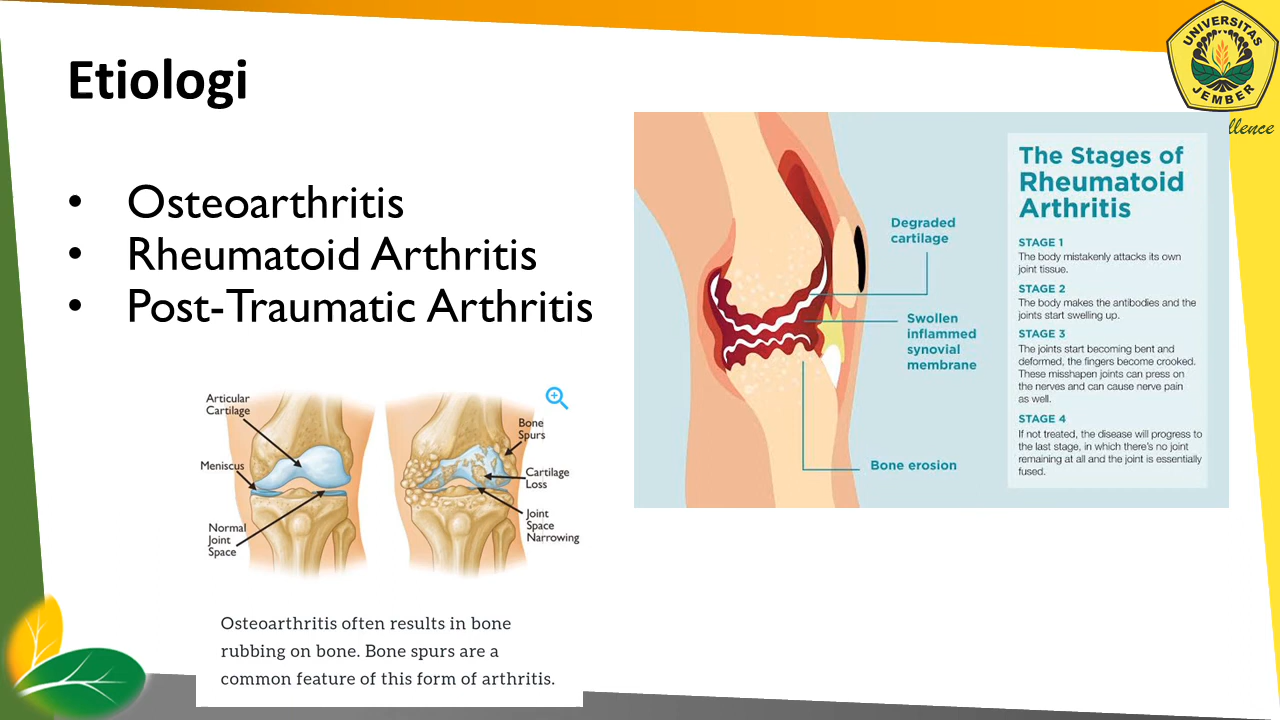 Etiologi
UNIVERSITAS
JEMBER
llence
• Osteoarthritis
• Rheumatoid Arthritis
• Post-Traumatic Arthritis
Articular
Cartilage
Meniscus
Normal
Joint
Space
Bone
Spurs
Cartilage
Loss
Joint
Space
Narrowing
Osteoarthritis often results in bone
rubbing on bone. Bone spurs are a
common feature of this form of arthritis.
Degraded
cartilage
Swollen
inflammed
synovial
membrane
Bone erosion
The Stages of
Rheumatoid
Arthritis
STAGE 1
The body mistakenly attacks its own
joint tissue.
STAGE 2
The body makes the antibodies and the
joints start swelling up.
STAGE 3
The joints start becoming bent and
deformed, the fingers become crooked.
These misshapen joints can press on
the nerves and can cause nerve pain
as well.
STAGE 4
If not treated, the disease will progress to
the last stage, in which there's no joint
remaining at all and the joint is essentially
fused.